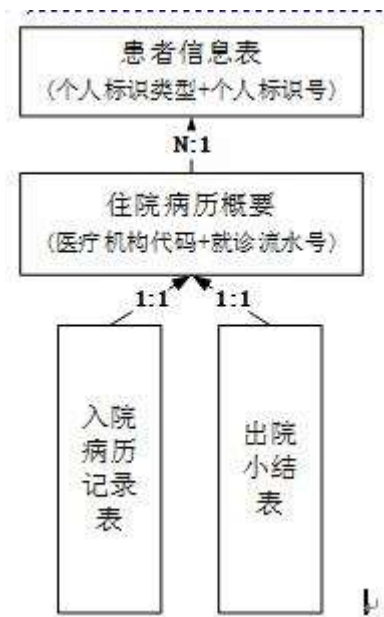 患者信息表
(个人标识类型+个人标识号)
N:1
住院病历概要
(医疗机构代码+就诊流水号)
1:1 1:1
入院
病历
记录
表
出院
小结
表